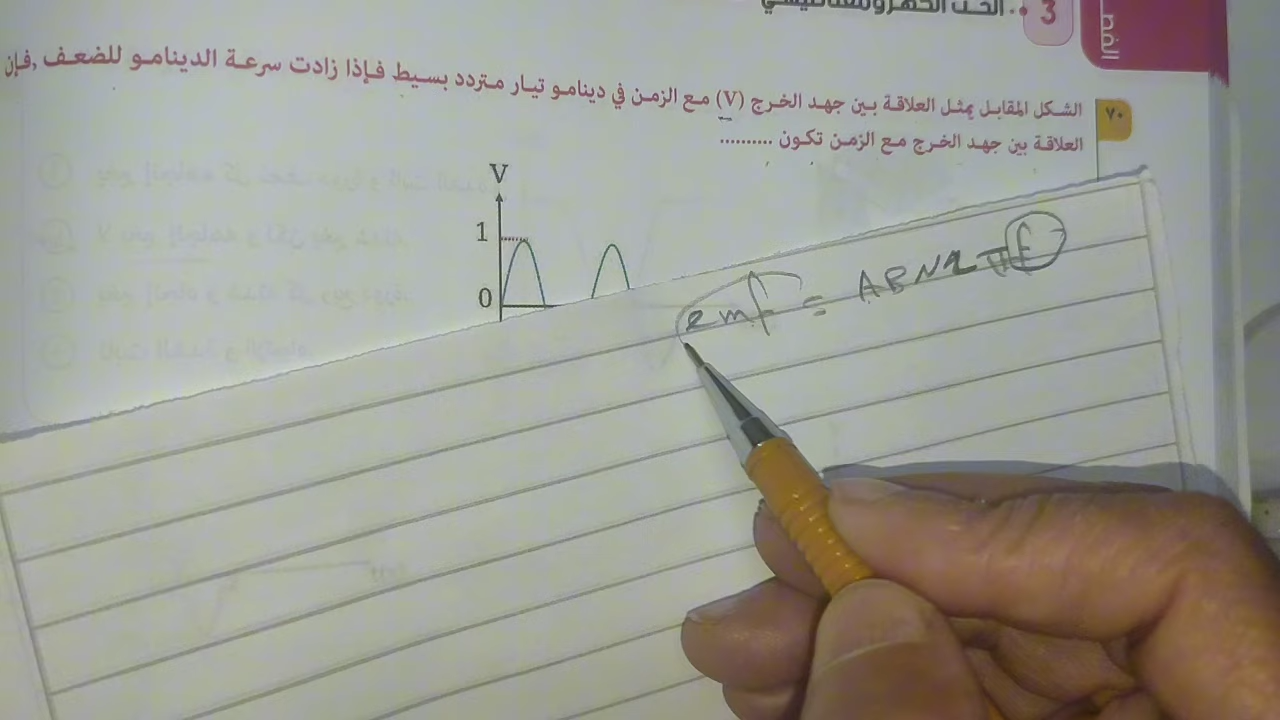 3
الفص
٧٠
الشكل المقابل يمثل العلاقة بين جهد الخرج (V) مع الزمن في دينامو تيار متردد بسيط فإذا زادت سرعة الدينامو للضعف ,فإن
العلاقة بين جهد الخرج مع الزمن تكون ..........
V
1
0
emf = ABN2πf